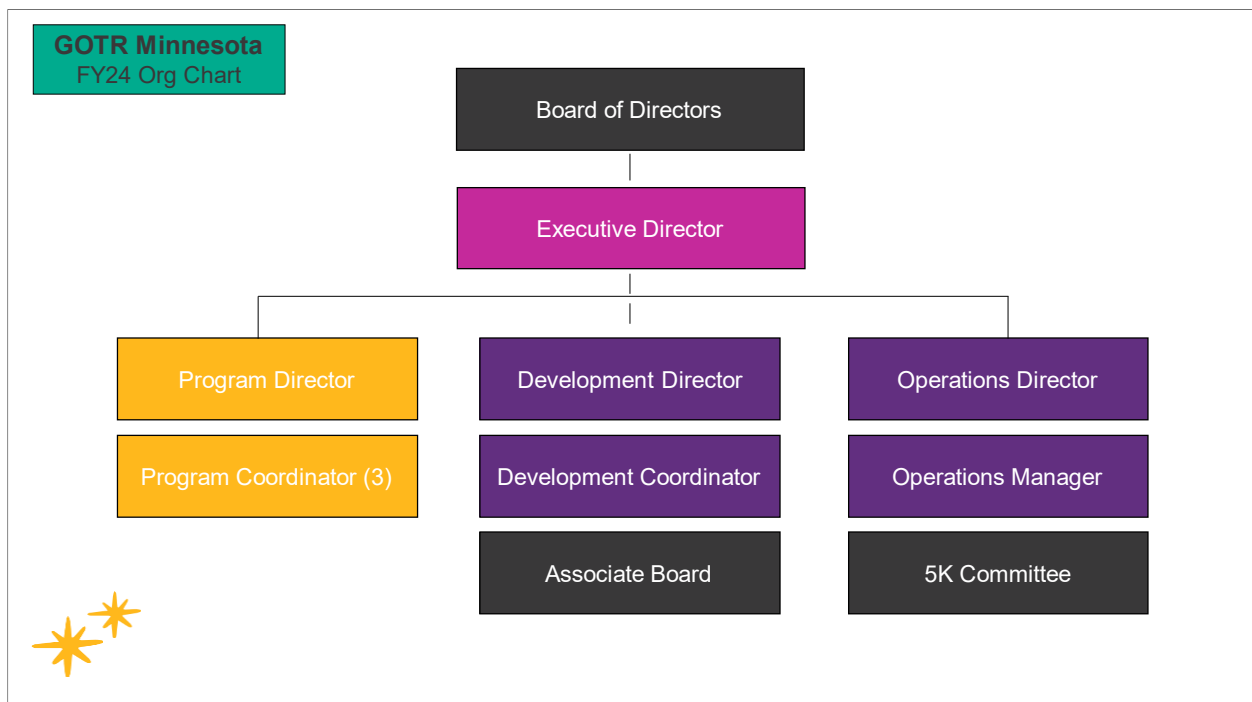 GOTR Minnesota
FY24 Org Chart
Board of Directors
Executive Director
Program Director
Development Director
Operations Director
Program Coordinator (3)
Development Coordinator
Operations Manager
Associate Board
5K Committee